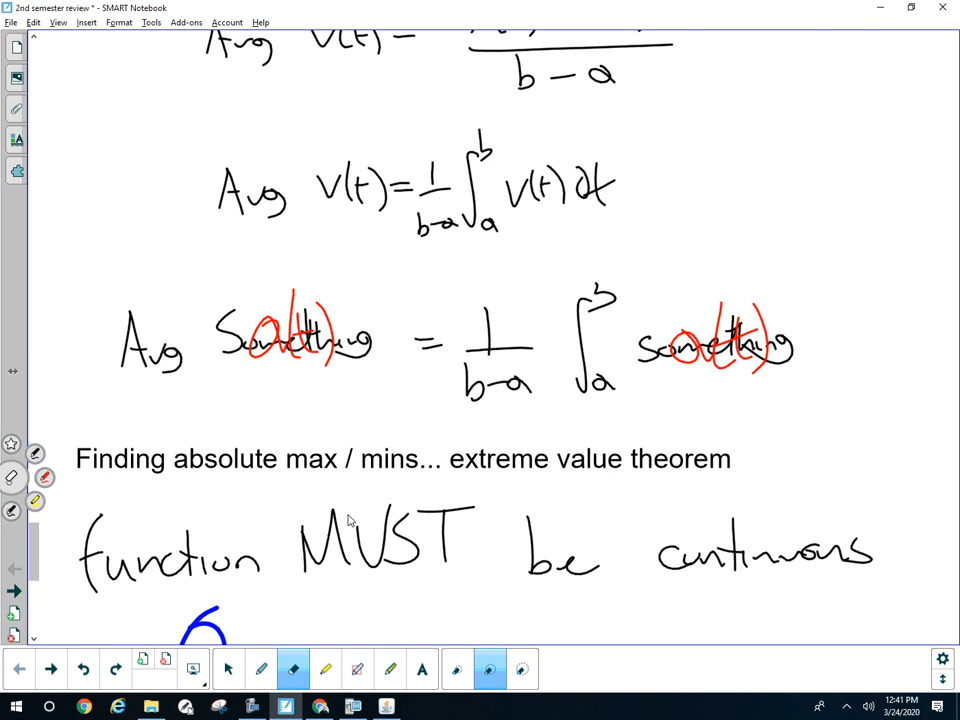 2nd semester review * - SMART Notebook
File Edit View Insert Format Tools Add-ons Account Help
Avg V(t) =
b - a
Avg V(t) = 1/b-a ∫ a b V(t) dt
Avg Something a(t) = 1/b-a ∫ a b something a(t)
Finding absolute max / mins... extreme value theorem
function MUST be continuous
12:41 PM
3/24/2020